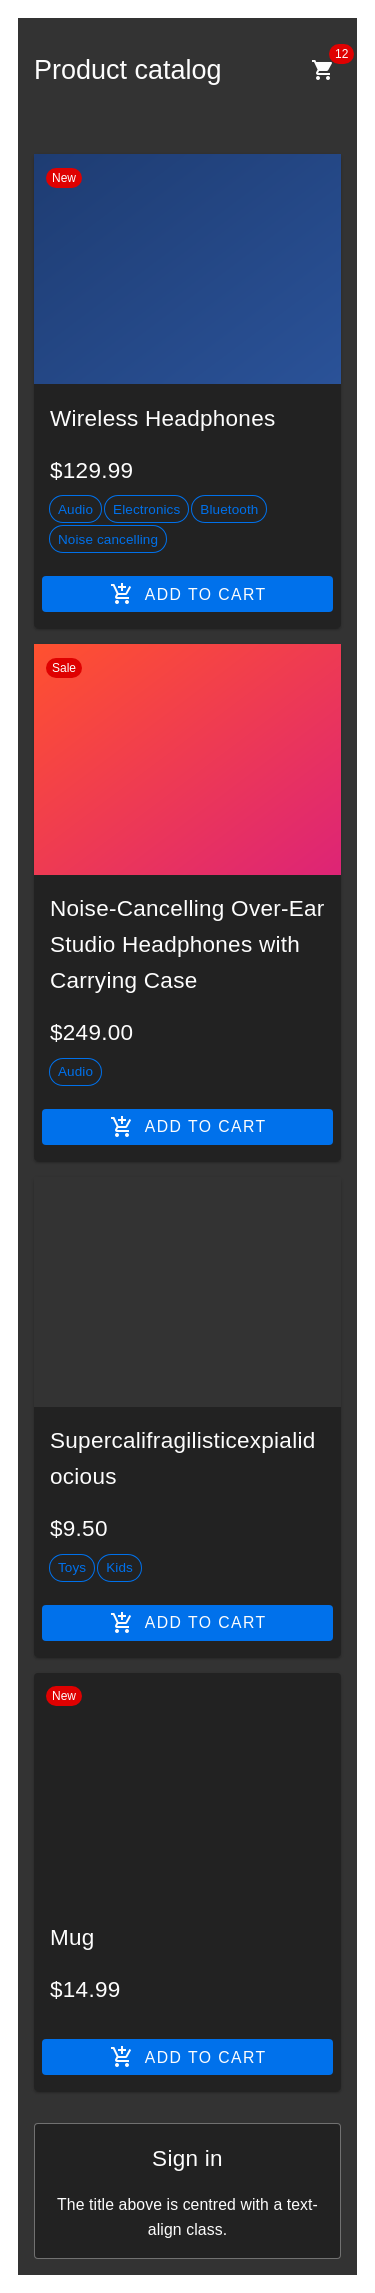 Product catalog
12
New
Wireless Headphones
$129.99
Audio Electronics Bluetooth
Noise cancelling
ADD TO CART
Sale
Noise-Cancelling Over-Ear
Studio Headphones with
Carrying Case
$249.00
Audio
ADD TO CART
Supercalifragilisticexpialid
ocious
$9.50
Toys Kids
ADD TO CART
New
Mug
$14.99
ADD TO CART
Sign in
The title above is centred with a text-
align class.